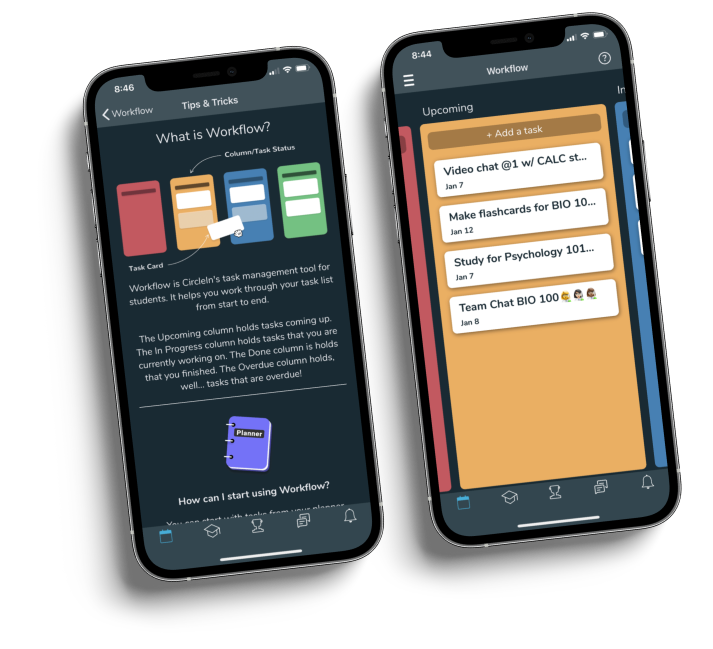 8:46
Workflow
Tips & Tricks
What is Workflow?
Column/Task Status
Task Card
Workflow is CircleIn's task management tool for
students. It helps you work through your task list
from start to end.
The Upcoming column holds tasks coming up.
The In Progress column holds tasks that you are
currently working on. The Done column is holds
that you finished. The Overdue column holds,
well... tasks that are overdue!
Planner
How can I start using Workflow?
You can start with tasks from your planner
8:44
Workflow
?
Upcoming
In
+ Add a task
Video chat @1 w/ CALC st...
Jan 7
Make flashcards for BIO 10...
Jan 12
Study for Psychology 101...
Jan 7
Team Chat BIO 100
Jan 8